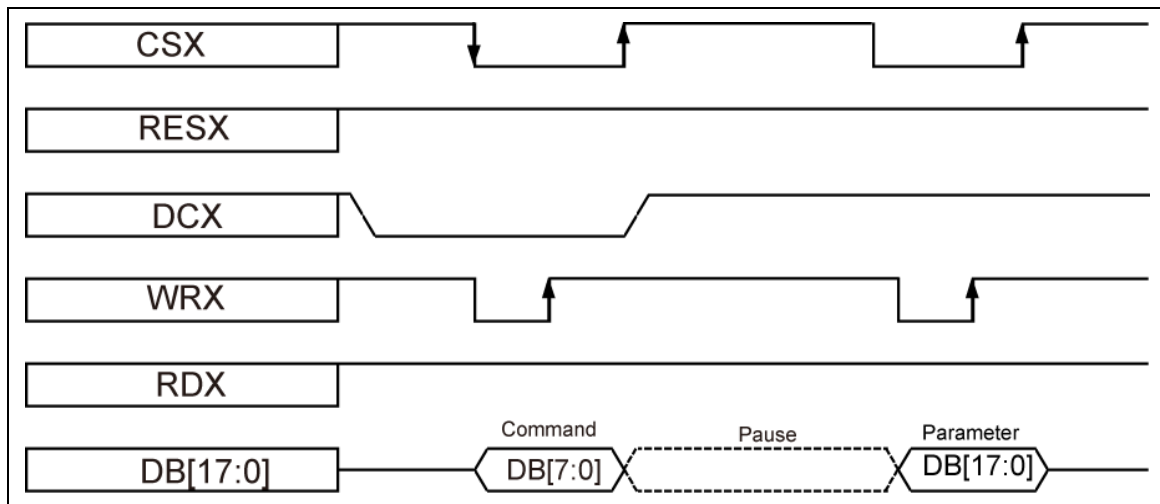 CSX
RESX
DCX
WRX
RDX
Command
Pause
Parameter
DB[17:0]
DB[7:0]
DB[17:0]